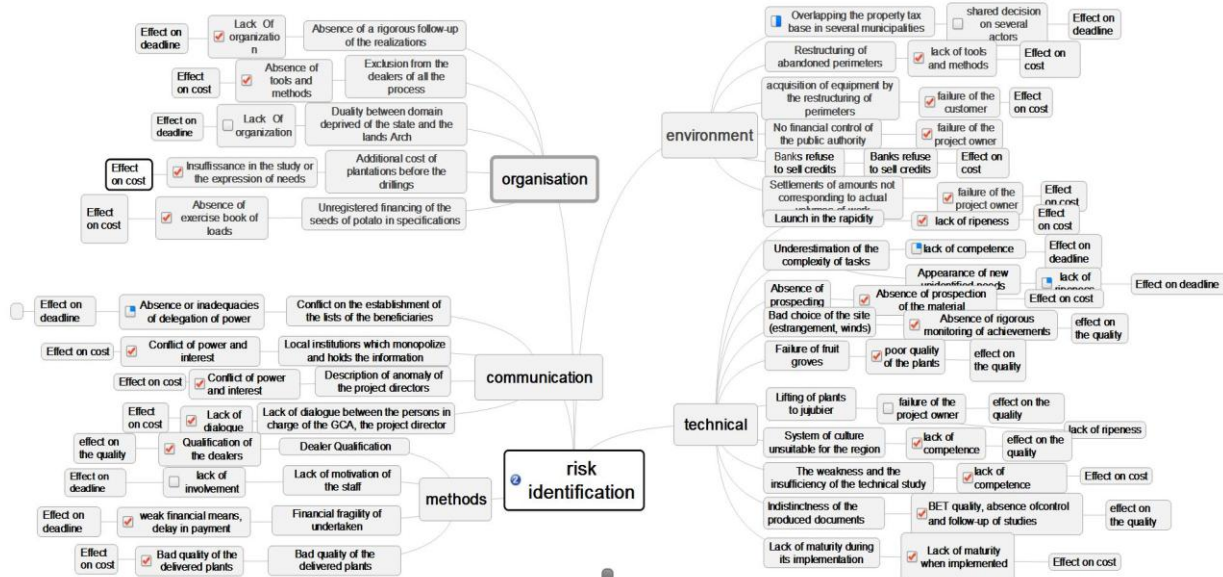 Effect on
deadline
Lack Of
organizatio
n
Absence of a rigorous follow-up
of the realizations
Effect
on cost
Absence of
tools and
methods
Exclusion from the
dealers of all the
process
Effect on
deadline
Lack Of
organization
Duality between domain
deprived of the state and the
lands Arch
Effect
on cost
Insuffissance in the study or
the expression of needs
Additional cost of
plantations before the
drillings
Effect
on cost
Absence of
exercise book of
loads
Unregistered financing of the
seeds of potato in specifications
organisation
Effect on
deadline
Absence or inadequacies
of delegation of power
Conflict on the establishment of
the lists of the beneficiaries
Effect on cost
Conflict of power and
interest
Local institutions which monopolize
and holds the information
Effect on cost
Conflict of power
and interest
Description of anomaly of
the project directors
Effect
on cost
Lack of
dialogue
Lack of dialogue between the persons in
charge of the GCA, the project director
communication
effect on
the quality
Qualification of
the dealers
Dealer Qualification
Effect on
deadline
lack of
involvement
Lack of motivation of
the staff
Effect on
deadline
weak financial means,
delay in payment
Financial fragility of
undertaken
Effect
on cost
Bad quality of the
delivered plants
Bad quality of the
delivered plants
methods
risk
identification
environment
Overlapping the property tax
base in several municipalities
shared decision
on several
actors
Effect on
deadline
Restructuring of
abandoned perimeters
lack of tools
and methods
Effect on
cost
acquisition of equipment by
the restructuring of
perimeters
failure of the
customer
Effect
on cost
No financial control of
the public authority
failure of the
project owner
Banks refuse
to sell credits
Banks refuse
to sell credits
Effect on
cost
Settlements of amounts not
corresponding to actual
volumes of work
failure of the
project owner
Effect
on cost
technical
Launch in the rapidity
lack of ripeness
Effect
on cost
Underestimation of the
complexity of tasks
lack of competence
Effect on
deadline
Appearance of new
unidentified needs
lack of
ripeness
Effect on deadline
Absence of
prospecting
Absence of prospection
of the material
Effect on cost
Bad choice of the site
(estrangement, winds)
Absence of rigorous
monitoring of achievements
effect on
the quality
Failure of fruit
groves
poor quality
of the plants
effect on
the quality
Lifting of plants
to jujubier
failure of the
project owner
effect on the
quality
lack of ripeness
System of culture
unsuitable for the region
lack of
competence
effect on the
quality
The weakness and the
insufficiency of the technical study
lack of
competence
Effect on cost
Indistinctness of the
produced documents
BET quality, absence ofcontrol
and follow-up of studies
effect on
the quality
Lack of maturity during
its implementation
Lack of maturity
when implemented
Effect on cost